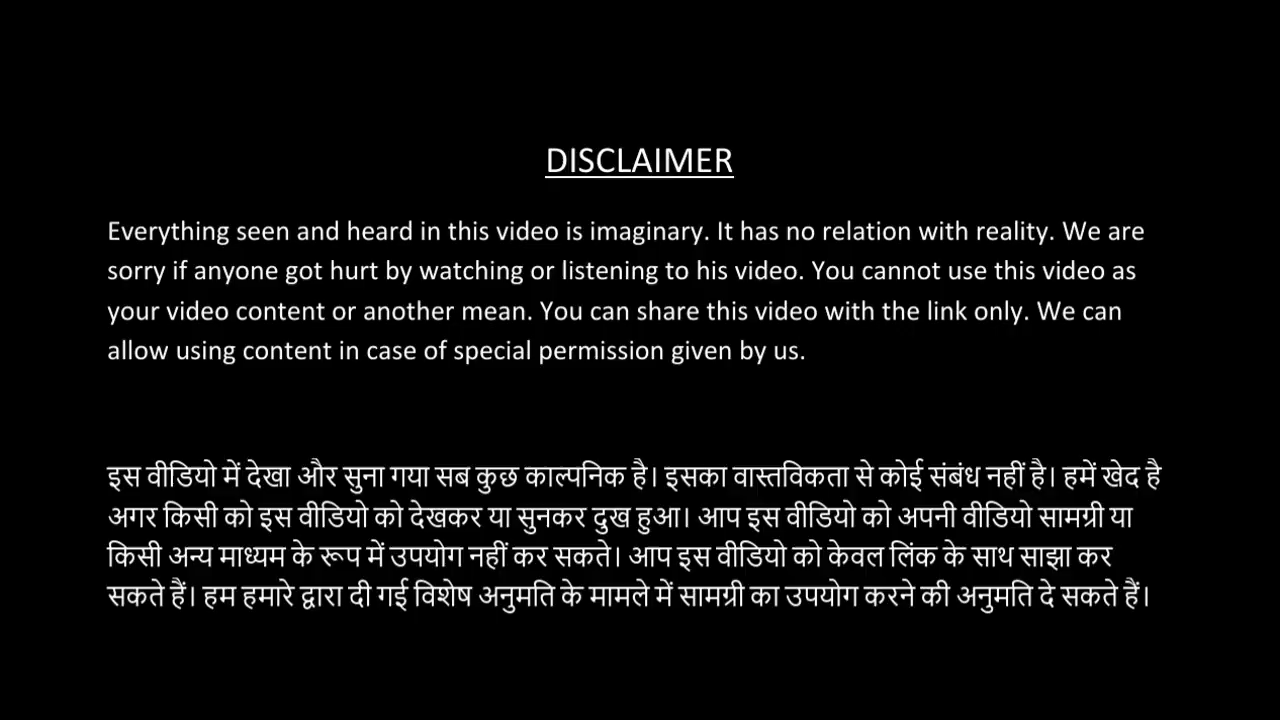 DISCLAIMER
Everything seen and heard in this video is imaginary. It has no relation with reality. We are
sorry if anyone got hurt by watching or listening to his video. You cannot use this video as
your video content or another mean. You can share this video with the link only. We can
allow using content in case of special permission given by us.
इस वीडियो में देखा और सुना गया सब कुछ काल्पनिक है। इसका वास्तविकता से कोई संबंध नहीं है। हमें खेद है
अगर किसी को इस वीडियो को देखकर या सुनकर दुख हुआ। आप इस वीडियो को अपनी वीडियो सामग्री या
किसी अन्य माध्यम के रूप में उपयोग नहीं कर सकते। आप इस वीडियो को केवल लिंक के साथ साझा कर
सकते हैं। हम हमारे द्वारा दी गई विशेष अनुमति के मामले में सामग्री का उपयोग करने की अनुमति दे सकते हैं।